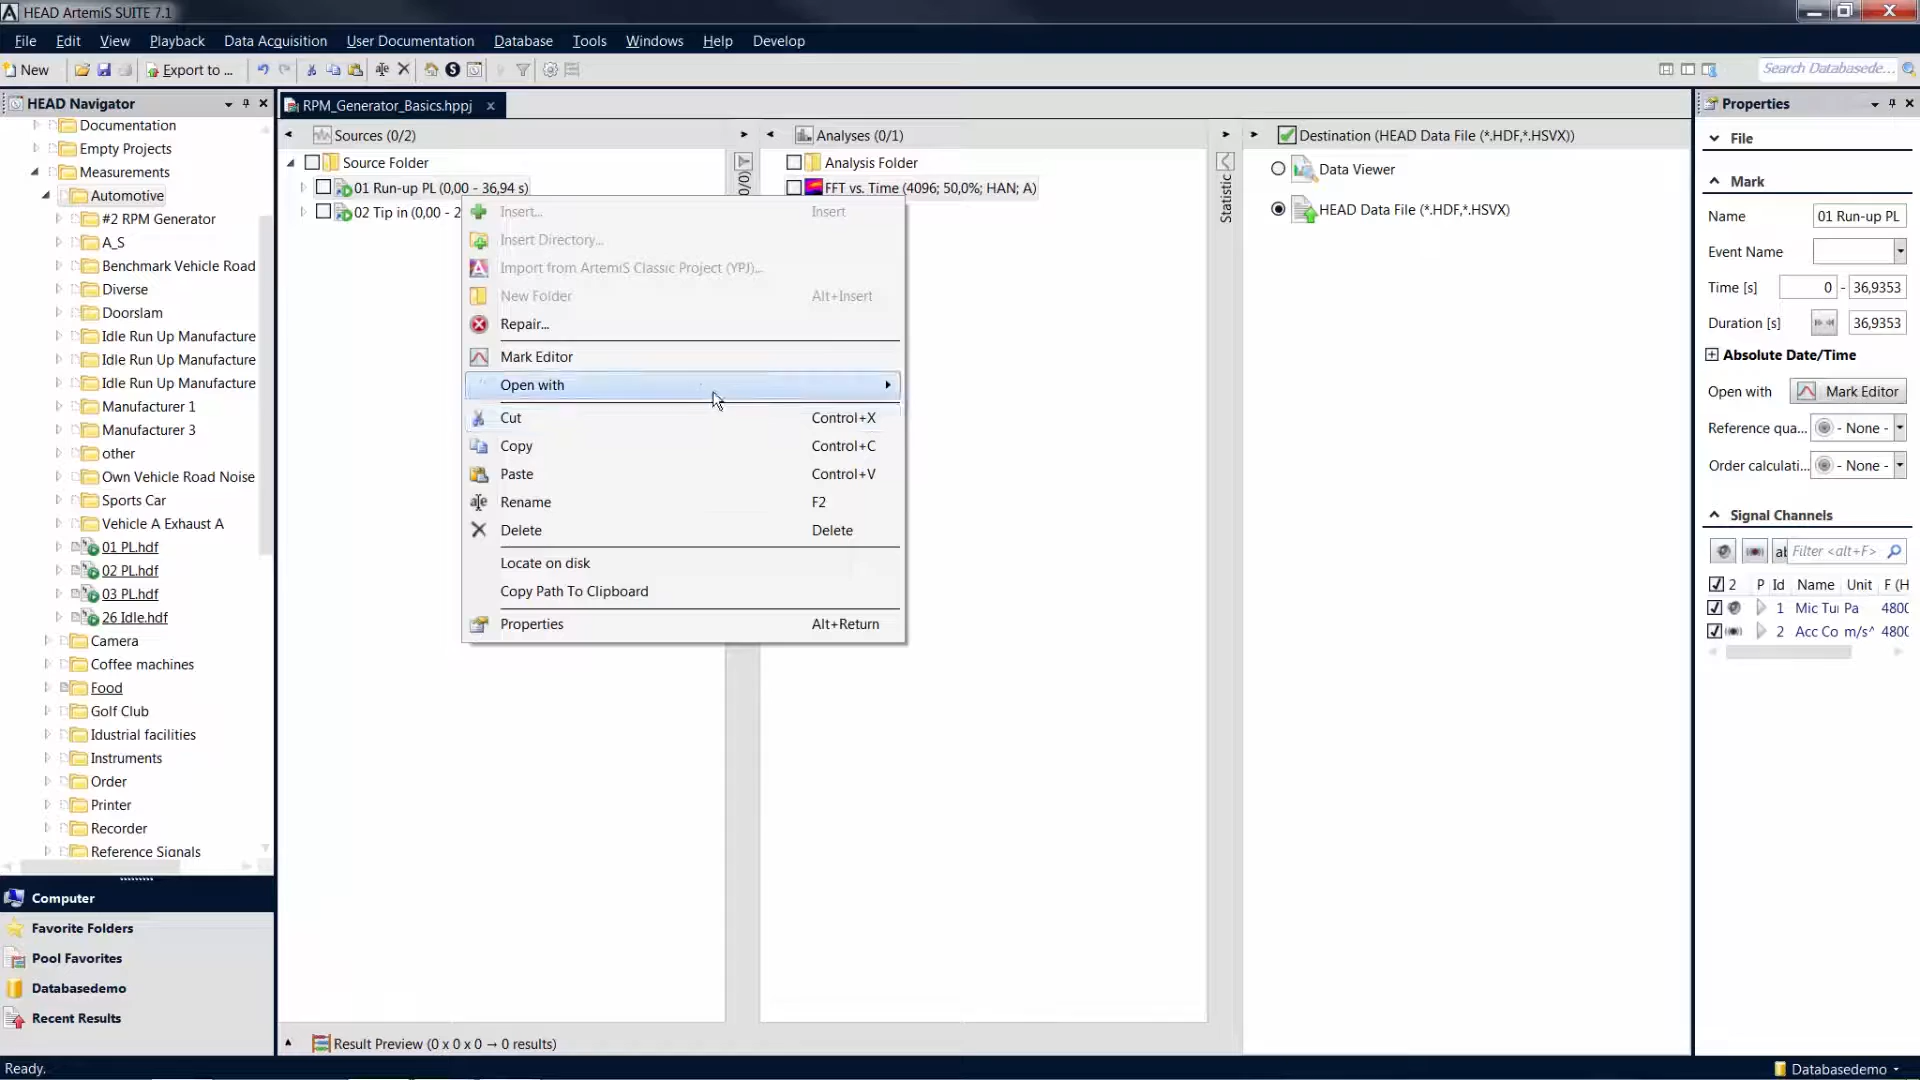 HEAD ArtemiS SUITE 7.1
File Edit View Playback Data Acquisition User Documentation Database Tools Windows Help Develop
New Export to ... Search Databasede...
HEAD Navigator
Documentation
Empty Projects
Measurements
Automotive
#2 RPM Generator
A_S
Benchmark Vehicle Road
Diverse
Doorslam
Idle Run Up Manufacture
Idle Run Up Manufacture
Idle Run Up Manufacture
Manufacturer 1
Manufacturer 3
other
Own Vehicle Road Noise
Sports Car
Vehicle A Exhaust A
01 PL.hdf
02 PL.hdf
03 PL.hdf
26 Idle.hdf
Camera
Coffee machines
Food
Golf Club
Idustrial facilities
Instruments
Order
Printer
Recorder
Reference Signals
Computer
Favorite Folders
Pool Favorites
Databasedemo
Recent Results
RPM_Generator_Basics.hppj
Sources (0/2)
Source Folder
01 Run-up PL (0,00 - 36,94 s)
02 Tip in (0,00 - 2
(0/0)
Insert... Insert
Insert Directory...
Import from ArtemiS Classic Project (YPJ)...
New Folder Alt+Insert
Repair...
Mark Editor
Open with
Cut Control+X
Copy Control+C
Paste Control+V
Rename F2
Delete Delete
Locate on disk
Copy Path To Clipboard
Properties Alt+Return
Analyses (0/1)
Analysis Folder
FFT vs. Time (4096; 50,0%; HAN; A)
Statistic
Destination (HEAD Data File (*.HDF,*.HSVX))
Data Viewer
HEAD Data File (*.HDF,*.HSVX)
Result Preview (0 x 0 x 0 → 0 results)
Properties
File
Mark
Name 01 Run-up PL
Event Name
Time [s] 0 - 36,9353
Duration [s] 36,9353
Absolute Date/Time
Open with Mark Editor
Reference qua... - None -
Order calculati... - None -
Signal Channels
Filter <alt+F>
2 P Id Name Unit F (H
1 Mic Tu Pa 480
2 Acc Co m/s^ 480
Ready.
Databasedemo